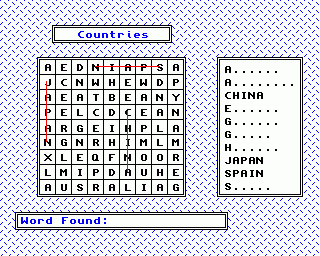 Countries
A E D N I A P S A
J C N W H E W D P
A E A T B E A N Y
P E L C D C E A N
A R G E I H P L A
N G N R H I M L M
X L E Q F N O O R
L M I P D A U H E
A U S R A L I A G
A......
A........
CHINA
E......
G......
G.....
H......
JAPAN
SPAIN
S.....
Word Found: